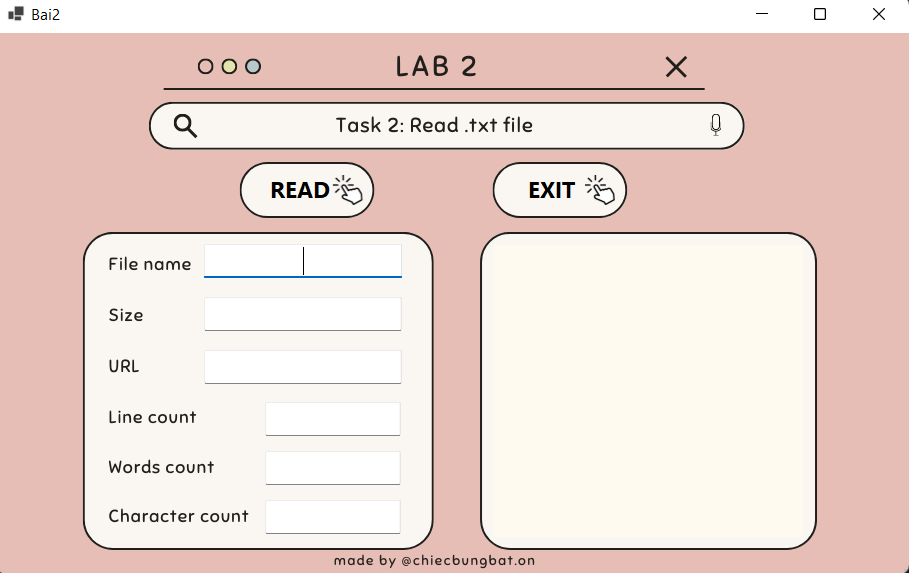 Bai2
LAB 2
Task 2: Read .txt file
READ
EXIT
File name
Size
URL
Line count
Words count
Character count
made by @chiecbungbat.on